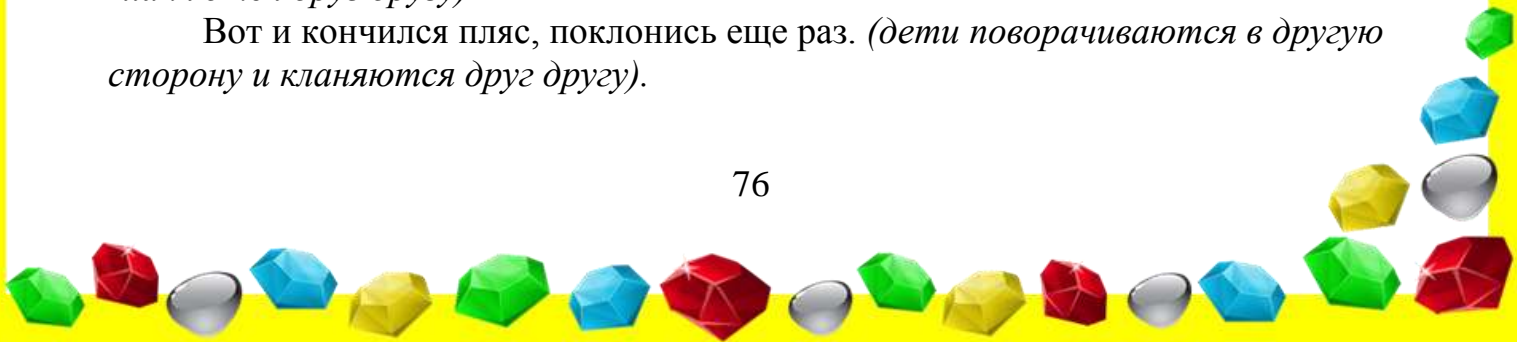 Вот и кончился пляс, поклонись еще раз. (дети поворачиваются в другую
сторону и кланяются друг другу).
76